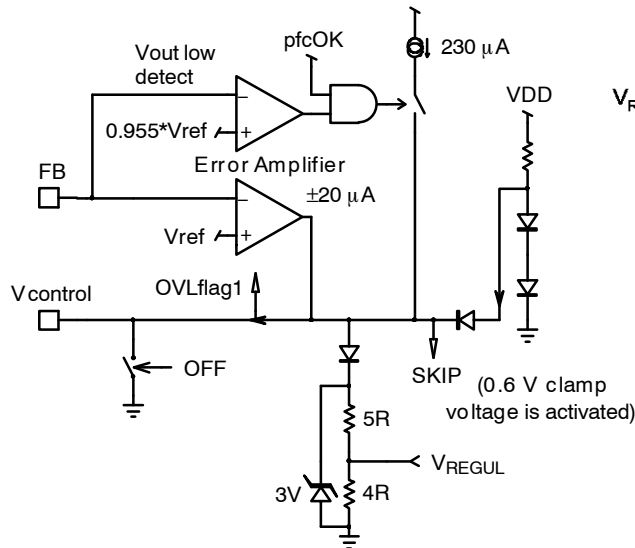 pfcOK
230 μA
Vout low
detect
VDD
0.955*Vref
Error Amplifier
FB
±20 μA
Vref
OVLflag1
Vcontrol
OFF
SKIP
(0.6 V clamp
voltage is activated)
5R
VREGUL
3V
4R